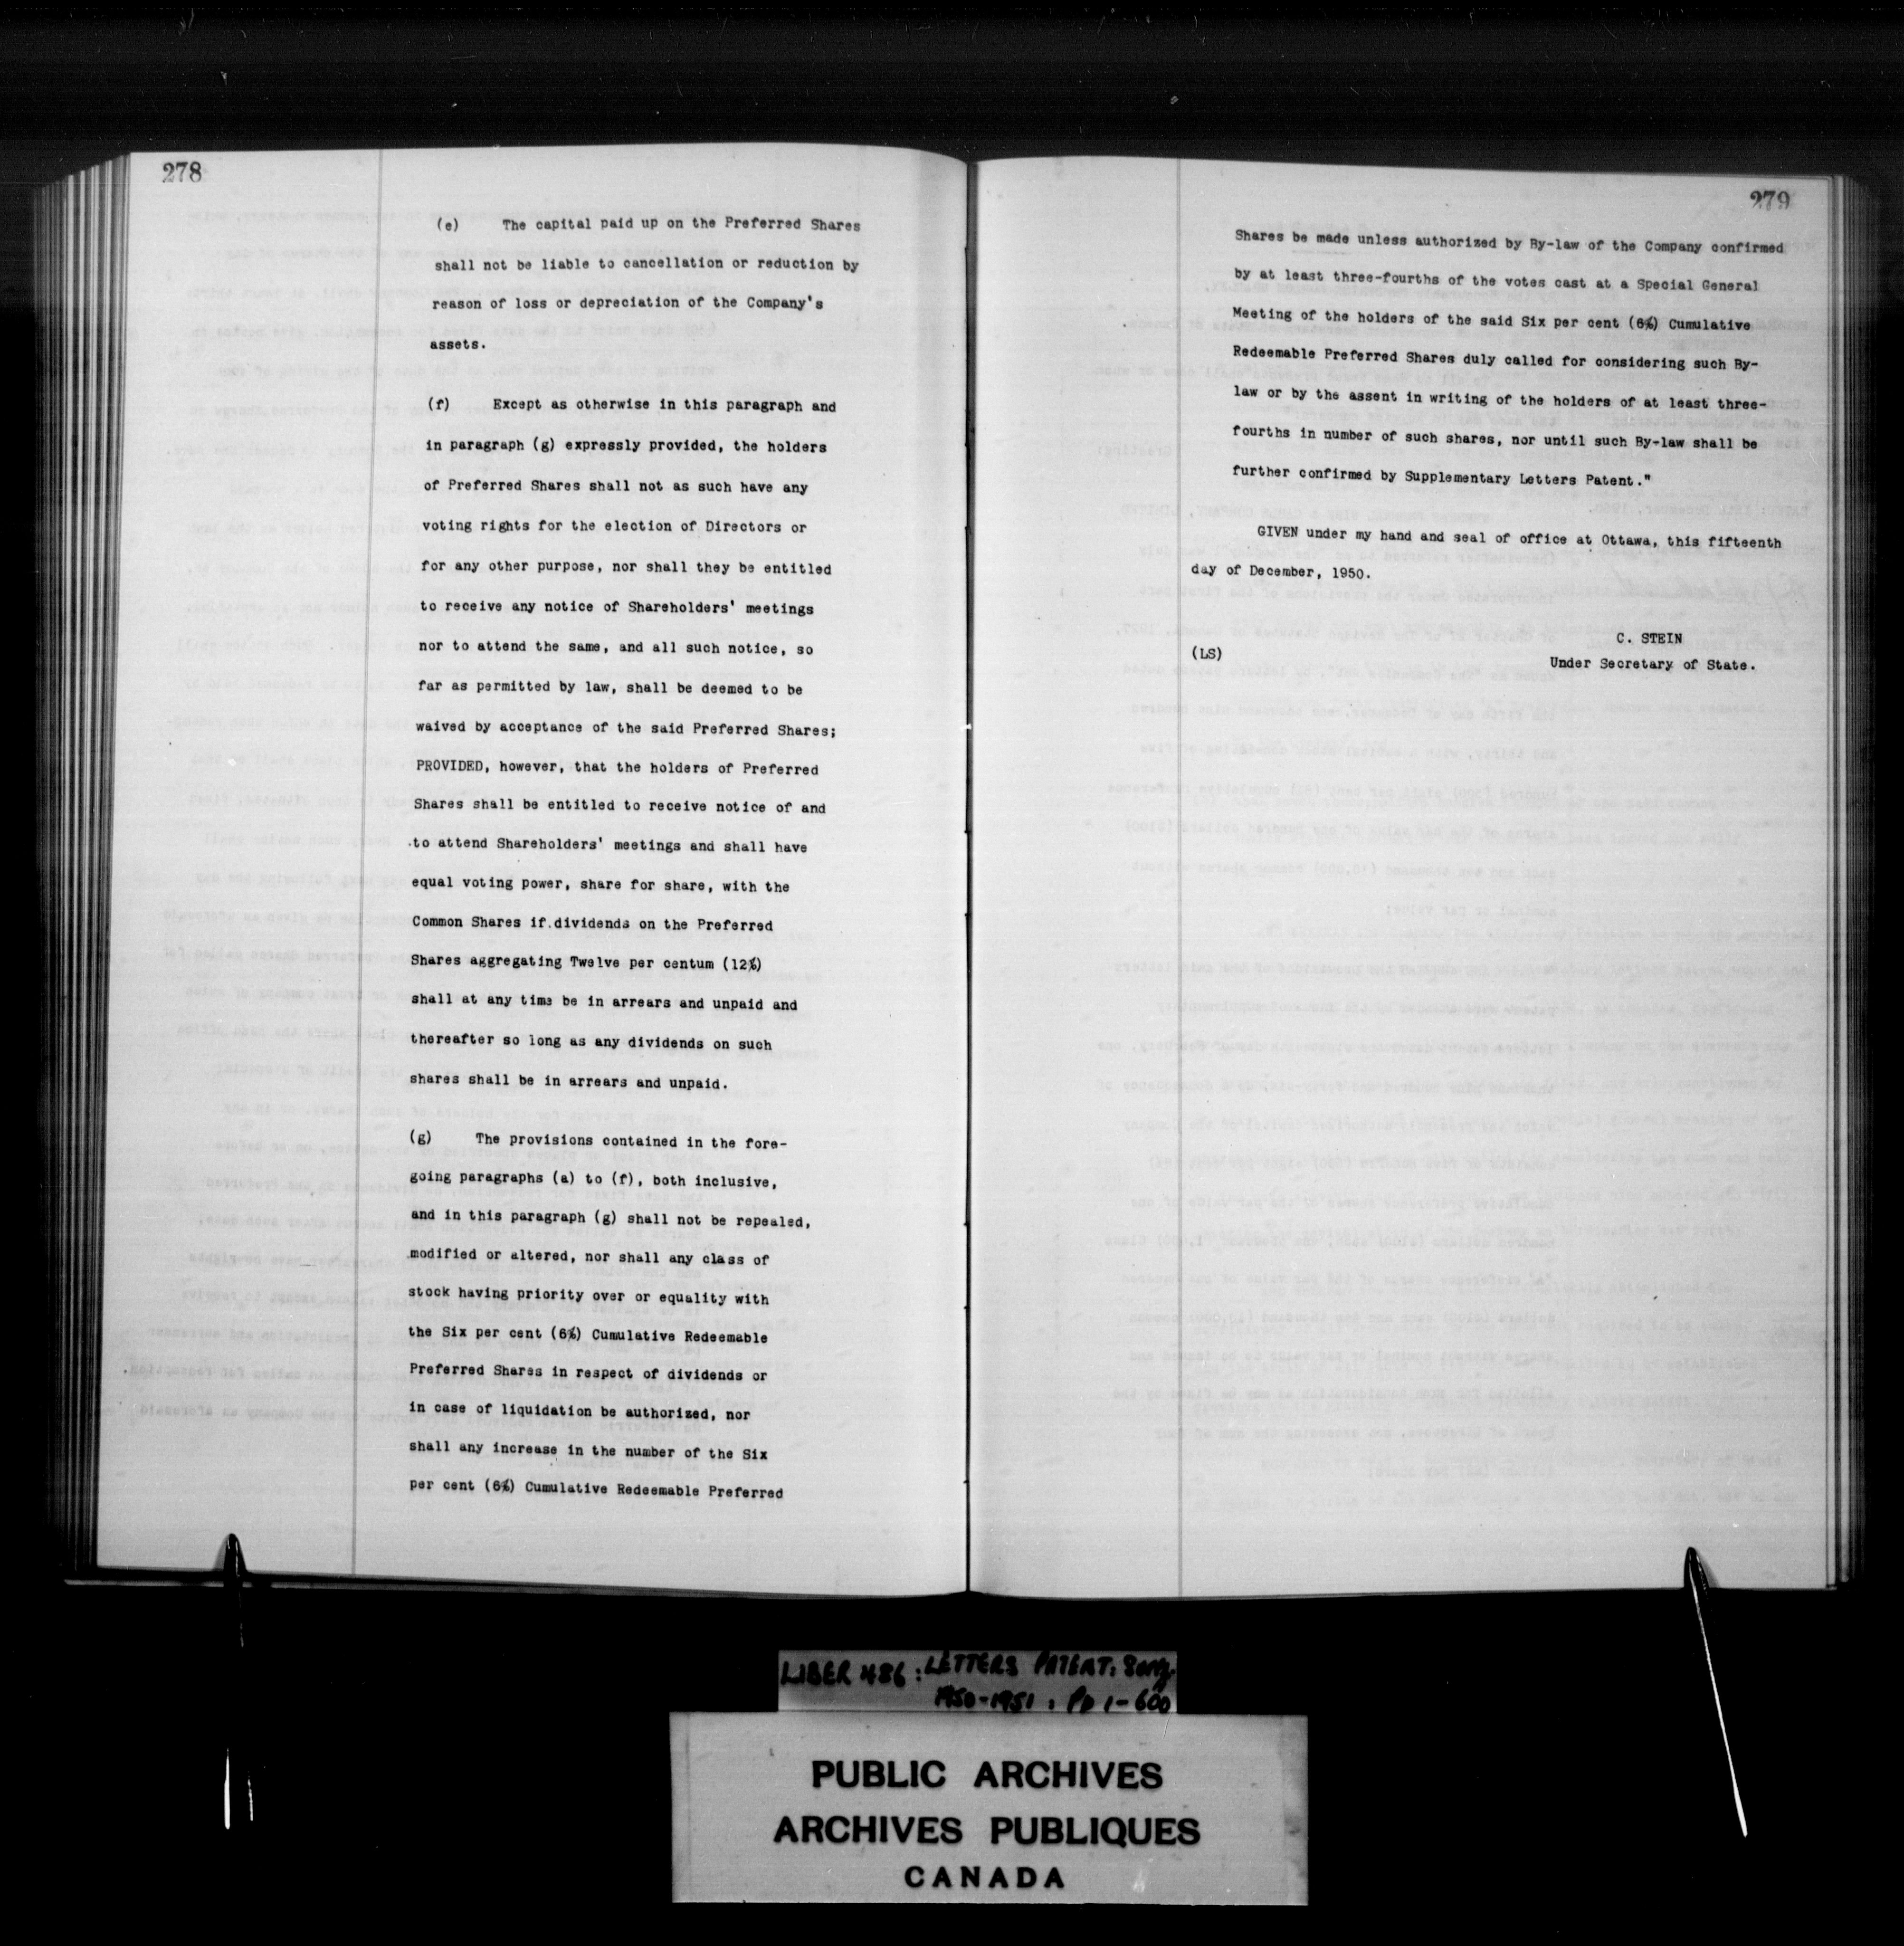 278
(e) The capital paid up on the Preferred Shares
shall not be liable to cancellation or reduction by
reason of loss or depreciation of the Company's
assets.
(f) Except as otherwise in this paragraph and
in paragraph (g) expressly provided, the holders
of Preferred Shares shall not as such have any
voting rights for the election of Directors or
for any other purpose, nor shall they be entitled
to receive any notice of Shareholders' meetings
nor to attend the same, and all such notice, so
far as permitted by law, shall be deemed to be
waived by acceptance of the said Preferred Shares;
PROVIDED, however, that the holders of Preferred
Shares shall be entitled to receive notice of and
to attend Shareholders' meetings and shall have
equal voting power, share for share, with the
Common Shares if dividends on the Preferred
Shares aggregating Twelve per centum (12%)
shall at any time be in arrears and unpaid and
thereafter so long as any dividends on such
shares shall be in arrears and unpaid.
(g) The provisions contained in the fore-
going paragraphs (a) to (f), both inclusive,
and in this paragraph (g) shall not be repealed,
modified or altered, nor shall any class of
stock having priority over or equality with
the Six per cent (6%) Cumulative Redeemable
Preferred Shares in respect of dividends or
in case of liquidation be authorized, nor
shall any increase in the number of the Six
per cent (6%) Cumulative Redeemable Preferred
279
Shares be made unless authorized by By-law of the Company confirmed
by at least three-fourths of the votes cast at a Special General
Meeting of the holders of the said Six per cent (6%) Cumulative
Redeemable Preferred Shares duly called for considering such By-
law or by the assent in writing of the holders of at least three-
fourths in number of such shares, nor until such By-law shall be
further confirmed by Supplementary Letters Patent."
GIVEN under my hand and seal of office at Ottawa, this fifteenth
day of December, 1950.
C. STEIN
(LS) Under Secretary of State.
LIBER 486: LETTERS PATENT:
1950-1951: Pp 1-600
PUBLIC ARCHIVES
ARCHIVES PUBLIQUES
CANADA